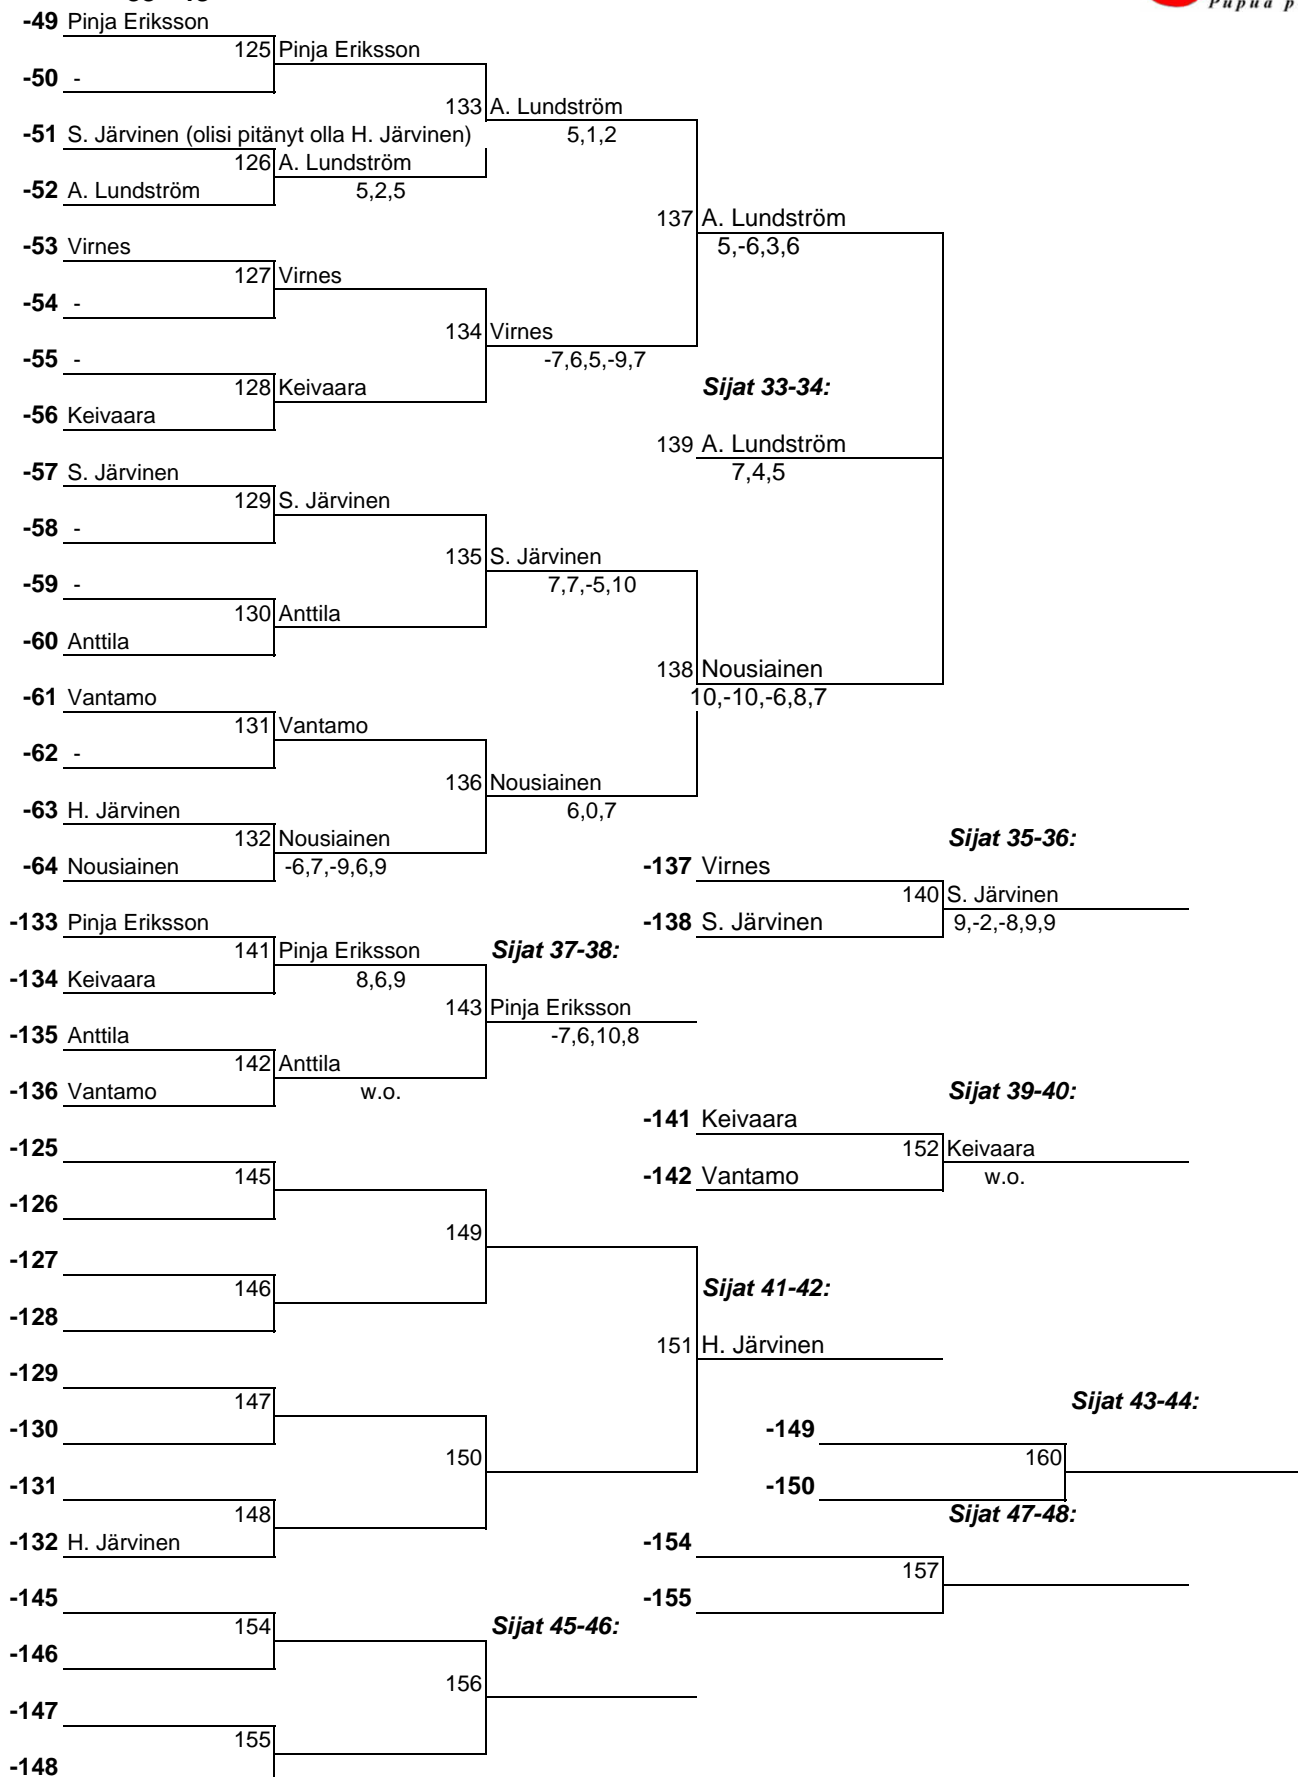 Pupua p
-49 Pinja Eriksson
125 Pinja Eriksson
-50 -
133 A. Lundström
-51 S. Järvinen (olisi pitänyt olla H. Järvinen) 5,1,2
126 A. Lundström
-52 A. Lundström 5,2,5
137 A. Lundström
-53 Virnes 5,-6,3,6
127 Virnes
-54 -
134 Virnes
-55 - -7,6,5,-9,7
128 Keivaara Sijat 33-34:
-56 Keivaara
139 A. Lundström
-57 S. Järvinen 7,4,5
129 S. Järvinen
-58 -
135 S. Järvinen
-59 - 7,7,-5,10
130 Anttila
-60 Anttila
138 Nousiainen
-61 Vantamo 10,-10,-6,8,7
131 Vantamo
-62 -
136 Nousiainen
-63 H. Järvinen 6,0,7
132 Nousiainen Sijat 35-36:
-64 Nousiainen -6,7,-9,6,9 -137 Virnes
140 S. Järvinen
-133 Pinja Eriksson -138 S. Järvinen 9,-2,-8,9,9
141 Pinja Eriksson Sijat 37-38:
-134 Keivaara 8,6,9
143 Pinja Eriksson
-135 Anttila -7,6,10,8
142 Anttila
-136 Vantamo w.o. Sijat 39-40:
-141 Keivaara
-125 152 Keivaara
145 -142 Vantamo w.o.
-126
149
-127
146 Sijat 41-42:
-128
151 H. Järvinen
-129
147 Sijat 43-44:
-130 -149
150 160
-131 -150
148 Sijat 47-48:
-132 H. Järvinen -154
157
-145 -155
154 Sijat 45-46:
-146
156
-147
155
-148